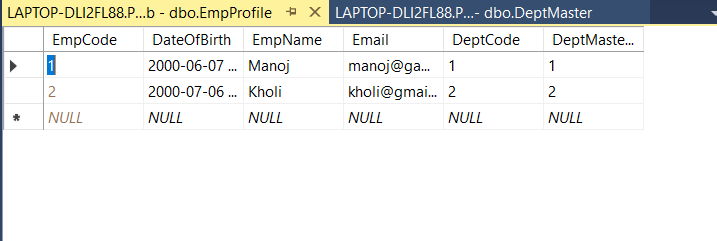 LAPTOP-DLI2FL88.P...b - dbo.EmpProfile LAPTOP-DLI2FL88.P...- dbo.DeptMaster
EmpCode DateOfBirth EmpName Email DeptCode DeptMaste...
1 2000-06-07 ... Manoj manoj@ga... 1 1
2 2000-07-06 ... Kholi kholi@gmai... 2 2
NULL NULL NULL NULL NULL NULL